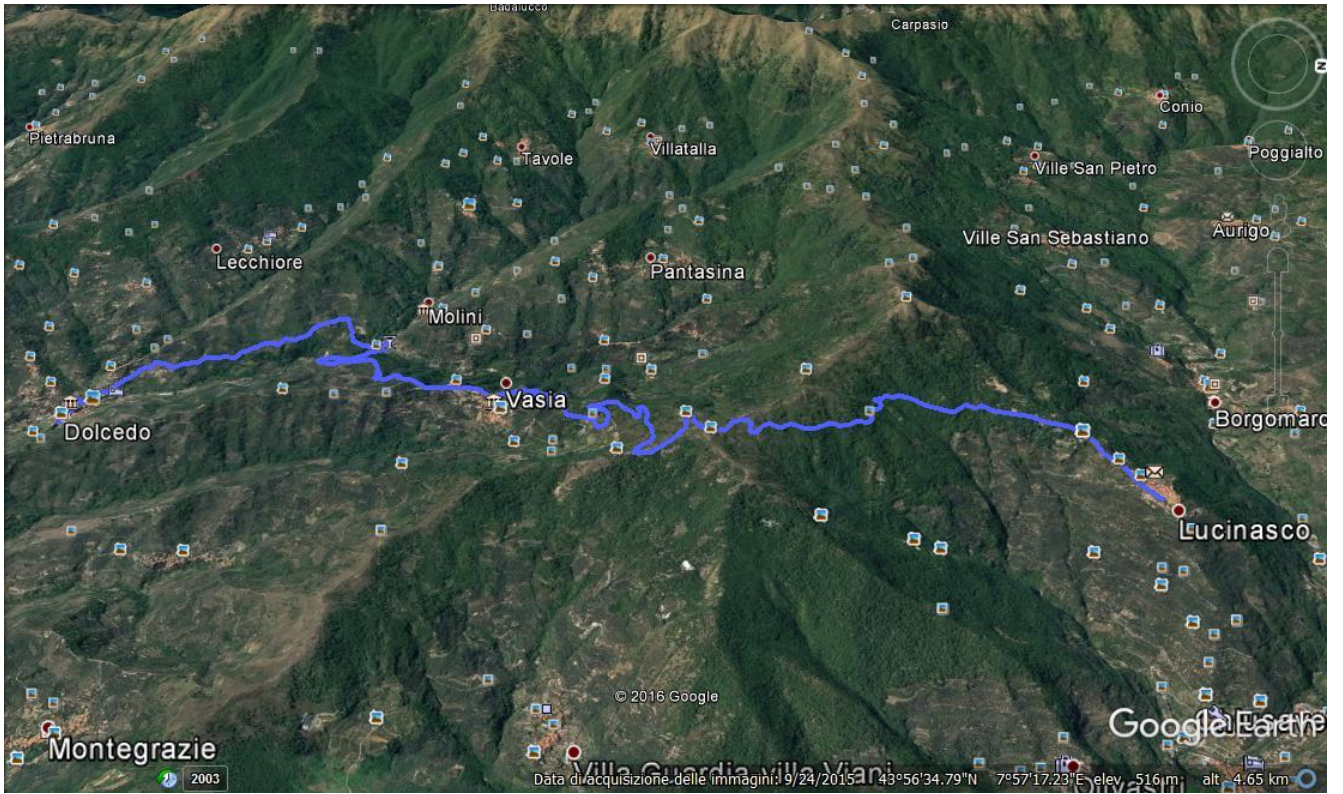 Badalucco
Carpasio
N
Conio
Pietrabruna
Tavole
Villatalla
Poggialto
Ville San Pietro
Aurigo
Ville San Sebastiano
Lecchiore
Pantasina
Molini
Vasia
Borgomaro
Dolcedo
Lucinasco
© 2016 Google
Google Earth
Montegrazie
Villa Guardia-ville Viani
2003
Data di acquisizione delle immagini: 9/24/2015 43°56'34.79"N 7°57'17.23"E elev 516 m alt 4.65 km
Olivastri